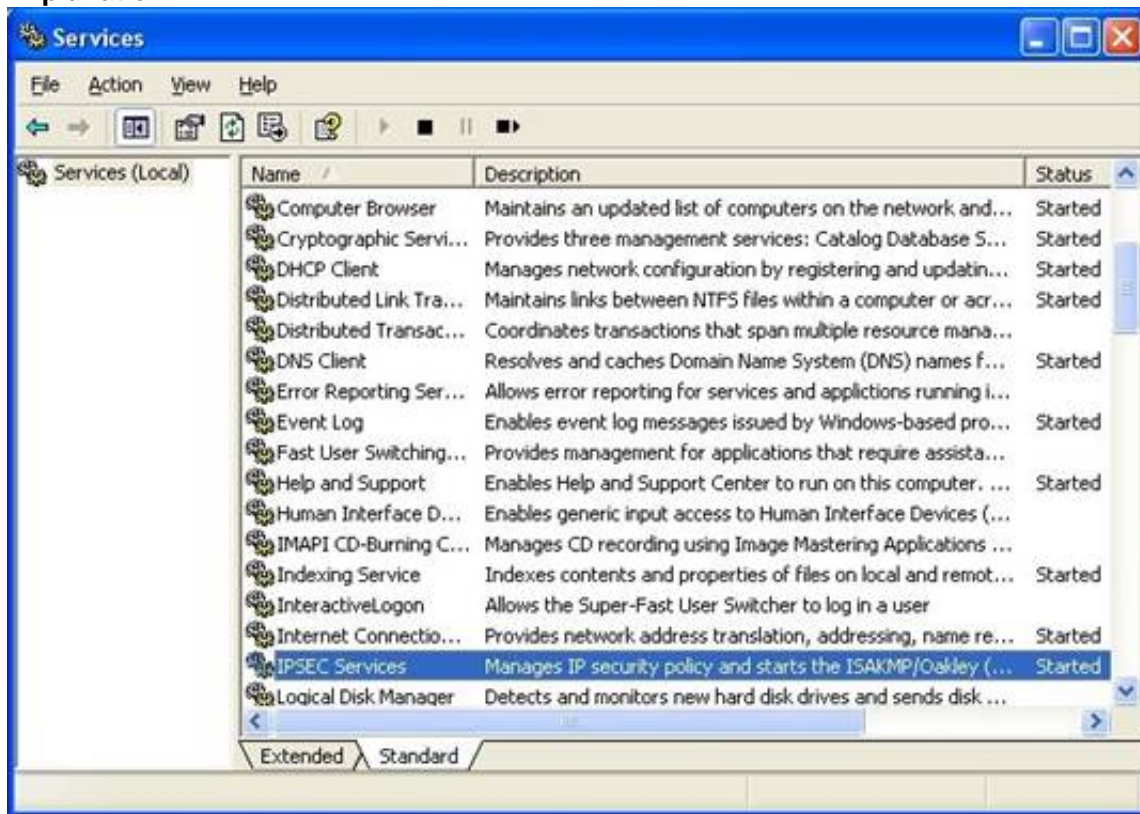 Services
File Action View Help
Services (Local)
Name Description Status
Computer Browser Maintains an updated list of computers on the network and... Started
Cryptographic Servi... Provides three management services: Catalog Database S... Started
DHCP Client Manages network configuration by registering and updatin... Started
Distributed Link Tra... Maintains links between NTFS files within a computer or acr... Started
Distributed Transac... Coordinates transactions that span multiple resource mana...
DNS Client Resolves and caches Domain Name System (DNS) names f... Started
Error Reporting Ser... Allows error reporting for services and applictions running i...
Event Log Enables event log messages issued by Windows-based pro... Started
Fast User Switching... Provides management for applications that require assista...
Help and Support Enables Help and Support Center to run on this computer. ... Started
Human Interface D... Enables generic input access to Human Interface Devices (...
IMAPI CD-Burning C... Manages CD recording using Image Mastering Applications ...
Indexing Service Indexes contents and properties of files on local and remot... Started
InteractiveLogon Allows the Super-Fast User Switcher to log in a user
Internet Connectio... Provides network address translation, addressing, name re... Started
IPSEC Services Manages IP security policy and starts the ISAKMP/Oakley (... Started
Logical Disk Manager Detects and monitors new hard disk drives and sends disk ...
Extended Standard